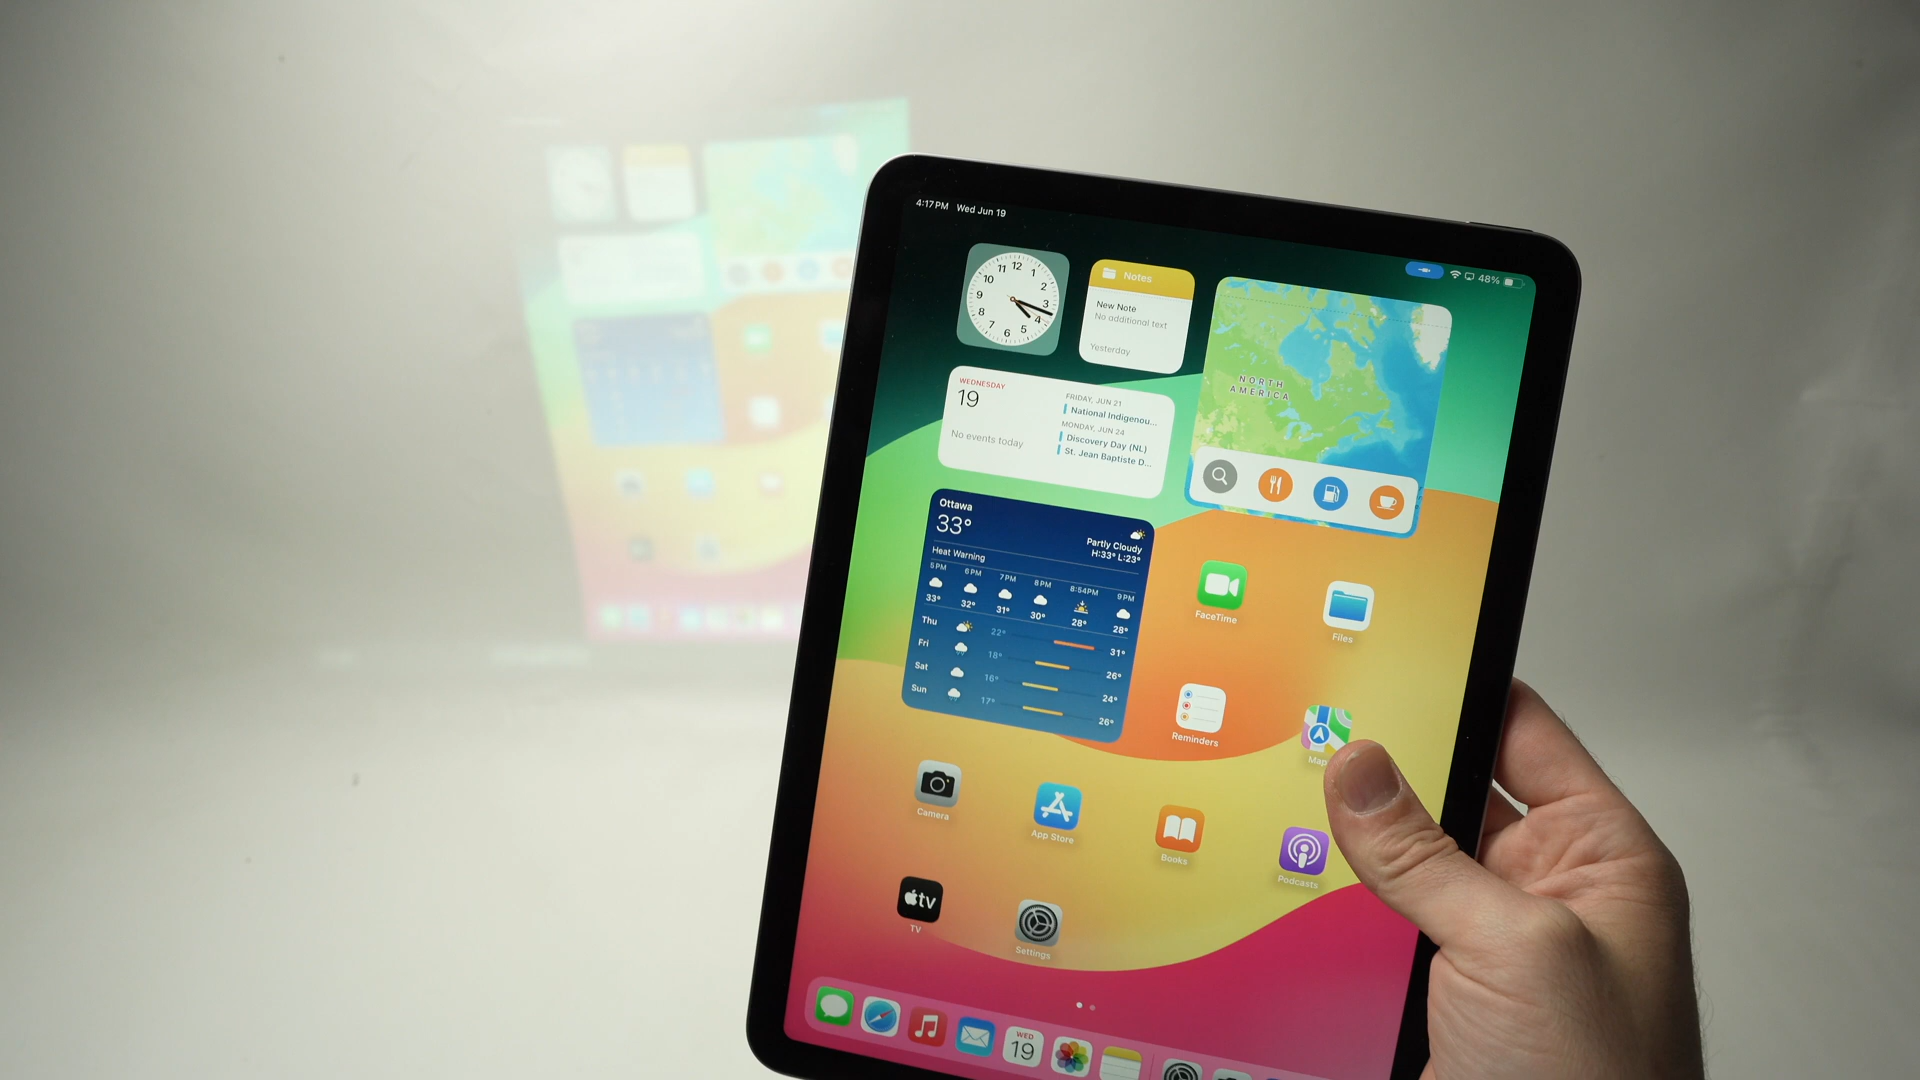 4:17 PM Wed Jun 19
48%
12
11 1
10 2
9 3
8 4
7 5
6
Notes
New Note
No additional text
Yesterday
NORTH
AMERICA
WEDNESDAY
19
No events today
FRIDAY, JUN 21
National Indigenou...
MONDAY, JUN 24
Discovery Day (NL)
St. Jean Baptiste D...
Ottawa
33°
Partly Cloudy
H:33° L:23°
Heat Warning
5PM 6PM 7PM 8PM 8:54PM 9PM
33° 32° 31° 30° 28° 28°
Thu 22° 31°
Fri 18° 26°
Sat 16° 24°
Sun 17° 26°
FaceTime
Files
Reminders
Map
Camera
App Store
Books
Podcasts
tv
TV
Settings
WED
19